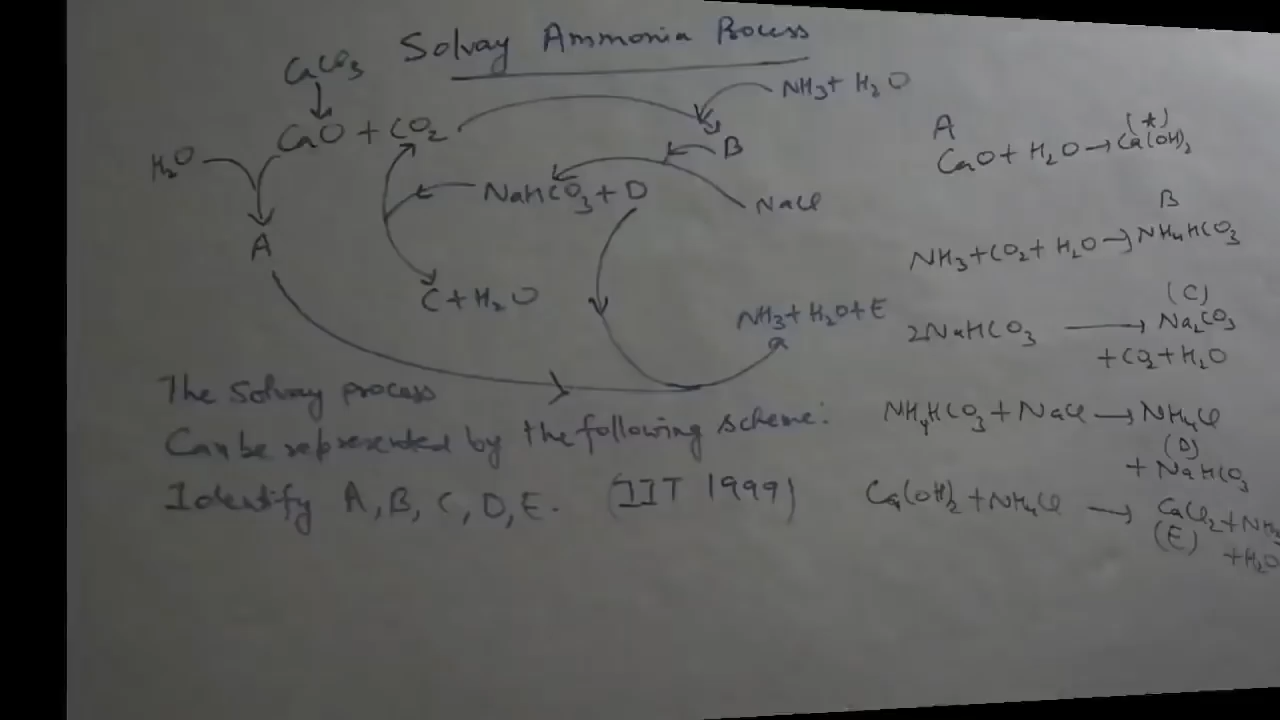 Solvay Ammonia Process
CaCO3
CaO + CO2
NH3 + H2O
H2O
B
NaHCO3 + D
NaCl
A
C + H2O
NH3 + H2O + E
The Solvay process
Can be represented by the following scheme:
Identify A, B, C, D, E. (IIT 1999)
A (*)
CaO + H2O → Ca(OH)2
B
NH3 + CO2 + H2O → NH4HCO3
(C)
2NaHCO3 → Na2CO3
+ CO2 + H2O
NH4HCO3 + NaCl → NH4Cl
(D)
+ NaHCO3
Ca(OH)2 + NH4Cl → CaCl2 + NH3
(E)
+ H2O